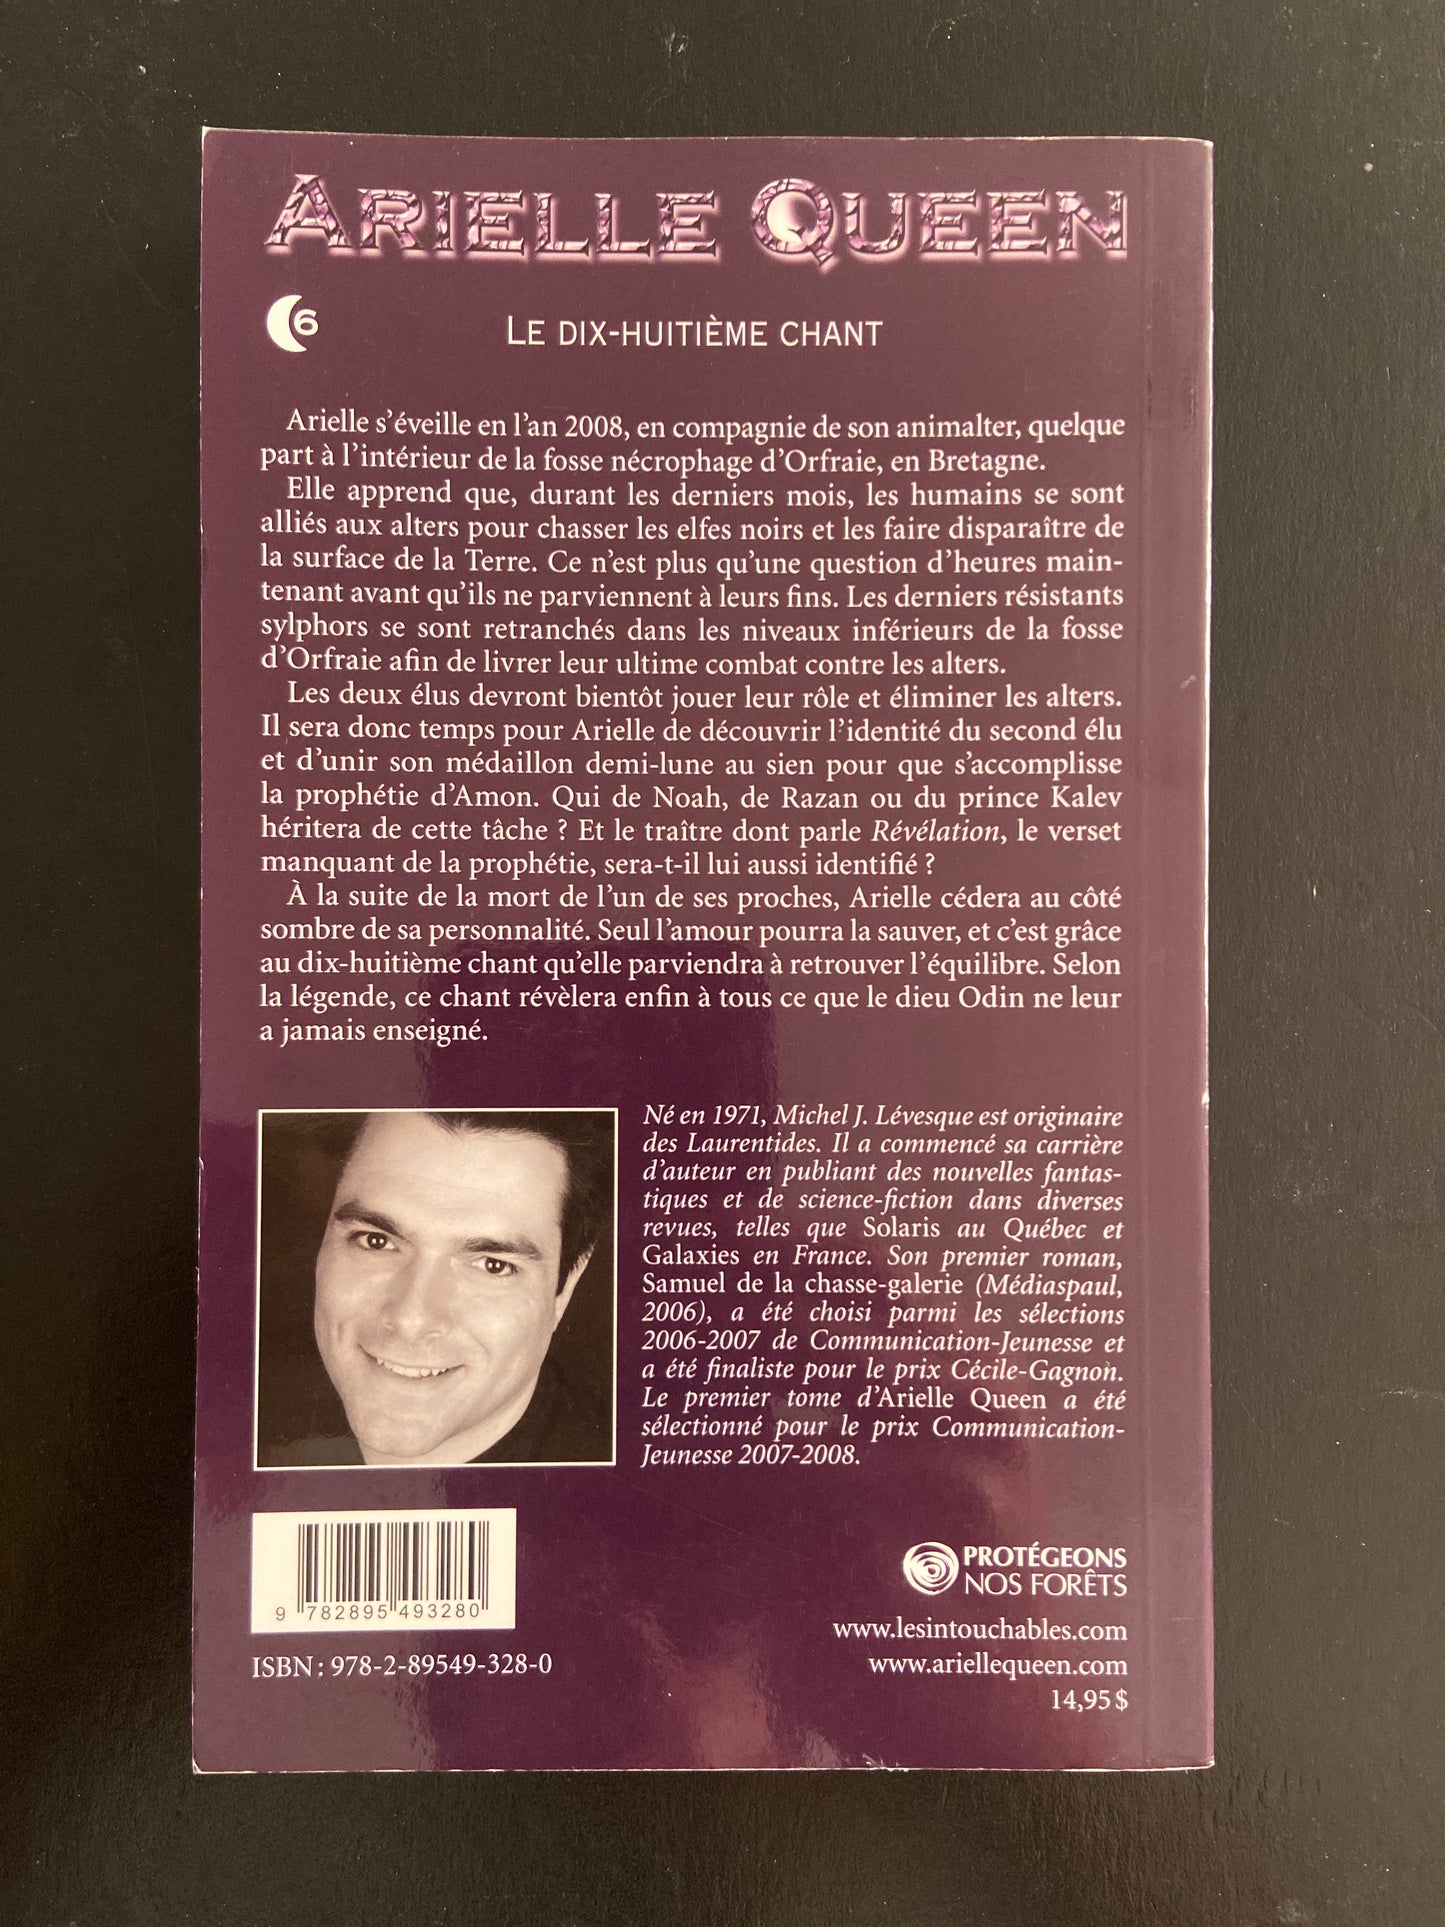 ARIELLE QUEEN
6
LE DIX-HUITIÈME CHANT
Arielle s'éveille en l'an 2008, en compagnie de son animalter, quelque
part à l'intérieur de la fosse nécrophage d'Orfraie, en Bretagne.
Elle apprend que, durant les derniers mois, les humains se sont
alliés aux alters pour chasser les elfes noirs et les faire disparaître de
la surface de la Terre. Ce n'est plus qu'une question d'heures main-
tenant avant qu'ils ne parviennent à leurs fins. Les derniers résistants
sylphors se sont retranchés dans les niveaux inférieurs de la fosse
d'Orfraie afin de livrer leur ultime combat contre les alters.
Les deux élus devront bientôt jouer leur rôle et éliminer les alters.
Il sera donc temps pour Arielle de découvrir l'identité du second élu
et d'unir son médaillon demi-lune au sien pour que s'accomplisse
la prophétie d'Amon. Qui de Noah, de Razan ou du prince Kalev
héritera de cette tâche ? Et le traître dont parle Révélation, le verset
manquant de la prophétie, sera-t-il lui aussi identifié ?
À la suite de la mort de l'un de ses proches, Arielle cédera au côté
sombre de sa personnalité. Seul l'amour pourra la sauver, et c'est grâce
au dix-huitième chant qu'elle parviendra à retrouver l'équilibre. Selon
la légende, ce chant révèlera enfin à tous ce que le dieu Odin ne leur
a jamais enseigné.
Né en 1971, Michel J. Lévesque est originaire
des Laurentides. Il a commencé sa carrière
d'auteur en publiant des nouvelles fantas-
tiques et de science-fiction dans diverses
revues, telles que Solaris au Québec et
Galaxies en France. Son premier roman,
Samuel de la chasse-galerie (Médiaspaul,
2006), a été choisi parmi les sélections
2006-2007 de Communication-Jeunesse et
a été finaliste pour le prix Cécile-Gagnon.
Le premier tome d'Arielle Queen a été
sélectionné pour le prix Communication-
Jeunesse 2007-2008.
9 782895 493280
ISBN : 978-2-89549-328-0
PROTÉGEONS
NOS FORÊTS
www.lesintouchables.com
www.ariellequeen.com
14,95 $